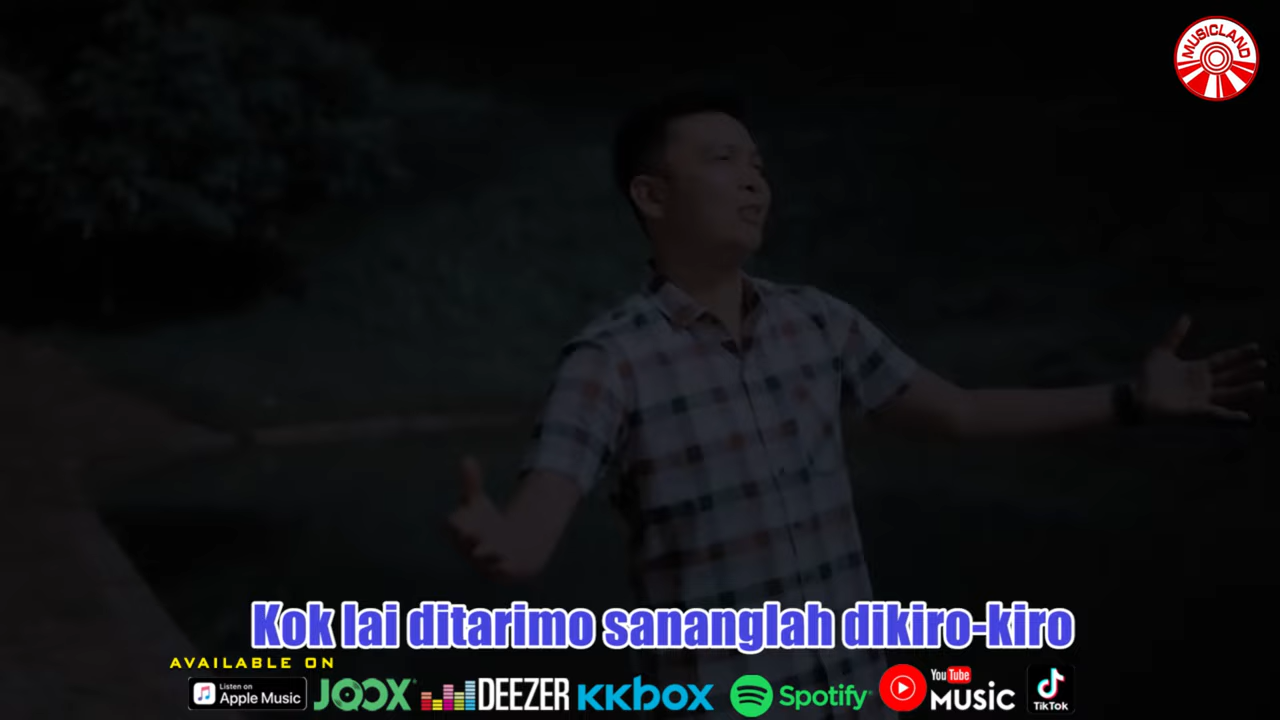 MUSICLAND
Kok lai ditarimo sananglah dikiro-kiro
AVAILABLE ON
Listen on
Apple Music
JOOX
DEEZER
KKBOX
Spotify
YouTube
MUSIC
TikTok